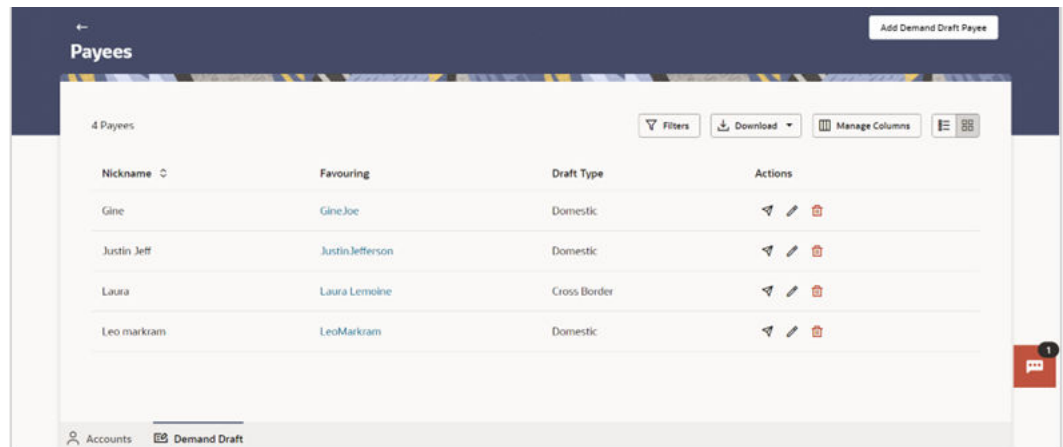 Add Demand Draft Payee
Payees
4 Payees
Filters
Download
Manage Columns
Nickname Favouring Draft Type Actions
Gine GineJoe Domestic
Justin Jeff JustinJefferson Domestic
Laura Laura Lemoine Cross Border
Leo markram LeoMarkram Domestic
1
Accounts Demand Draft